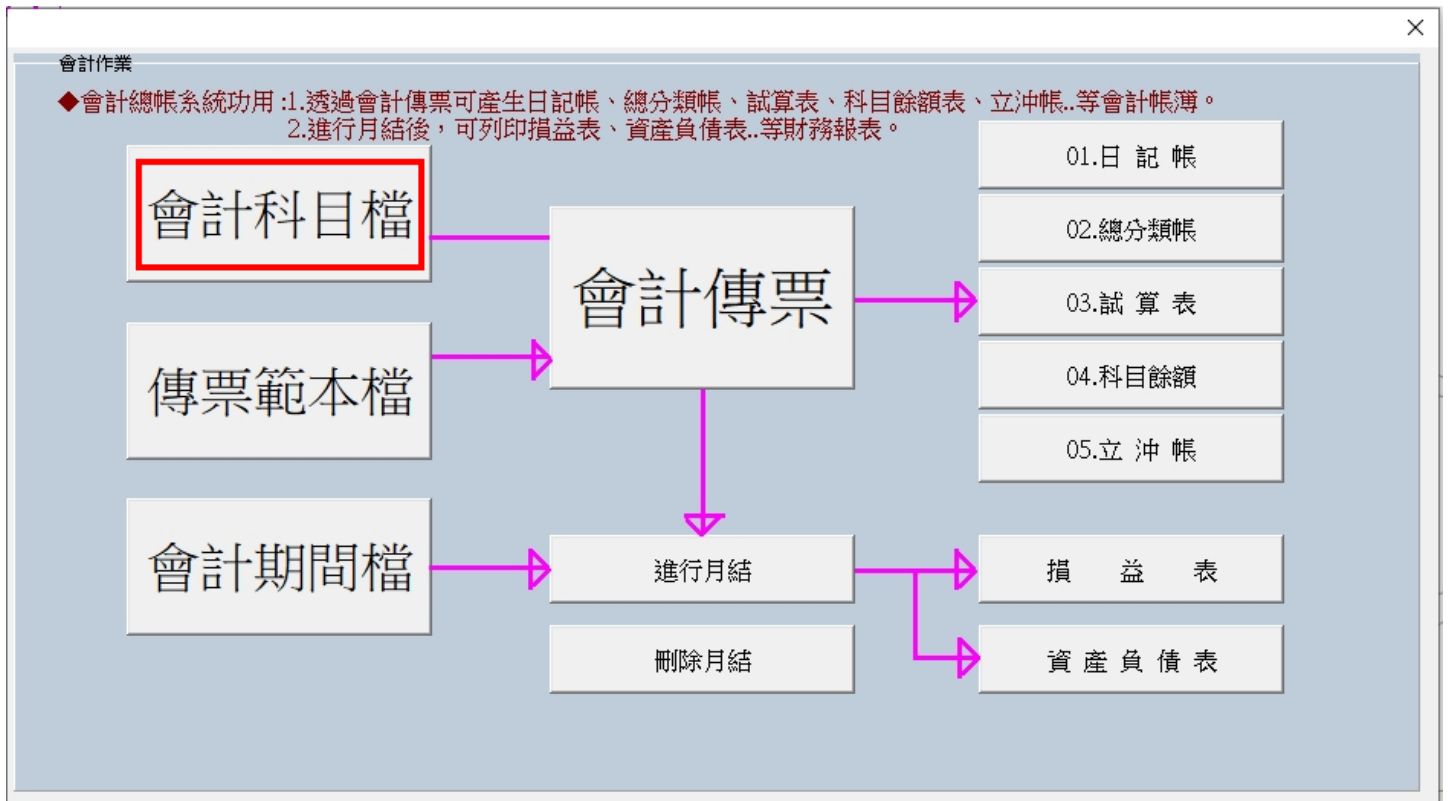 會計作業
◆會計總帳系統功用:1.透過會計傳票可產生日記帳、總分類帳、試算表、科目餘額表、立沖帳..等會計帳簿。
2.進行月結後,可列印損益表、資產負債表..等財務報表。
會計科目檔
傳票範本檔
會計期間檔
會計傳票
進行月結
刪除月結
01.日 記 帳
02.總分類帳
03.試 算 表
04.科目餘額
05.立 沖 帳
損 益 表
資 產 負 債 表